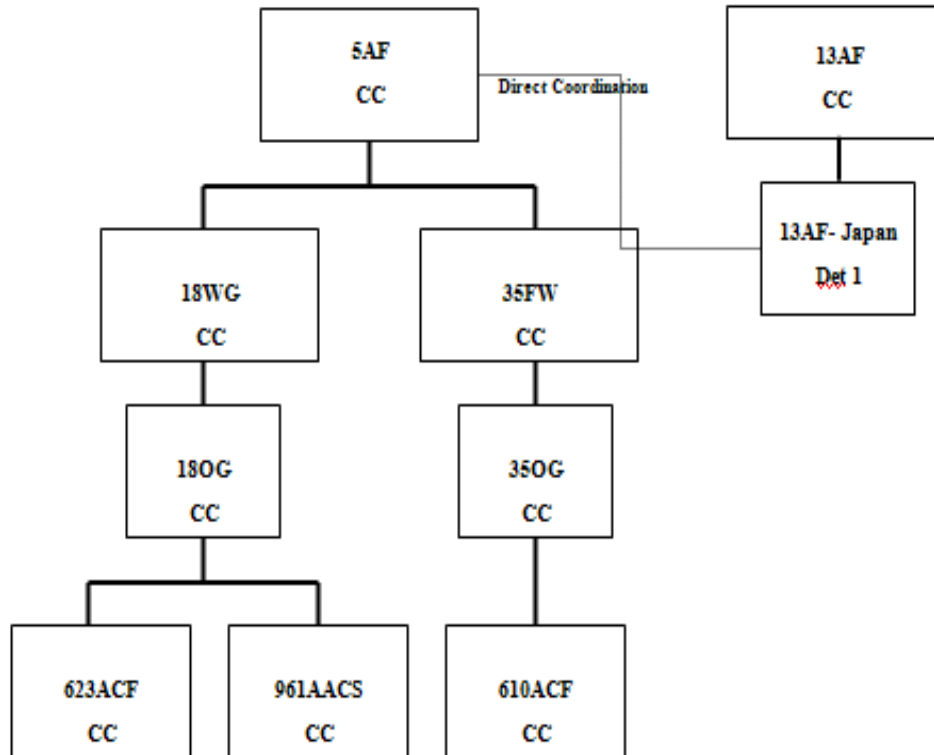 5AF
CC
Direct Coordination
13AF
CC
13AF- Japan
Det 1
18WG
CC
35FW
CC
18OG
CC
35OG
CC
623ACF
CC
961AACS
CC
610ACF
CC